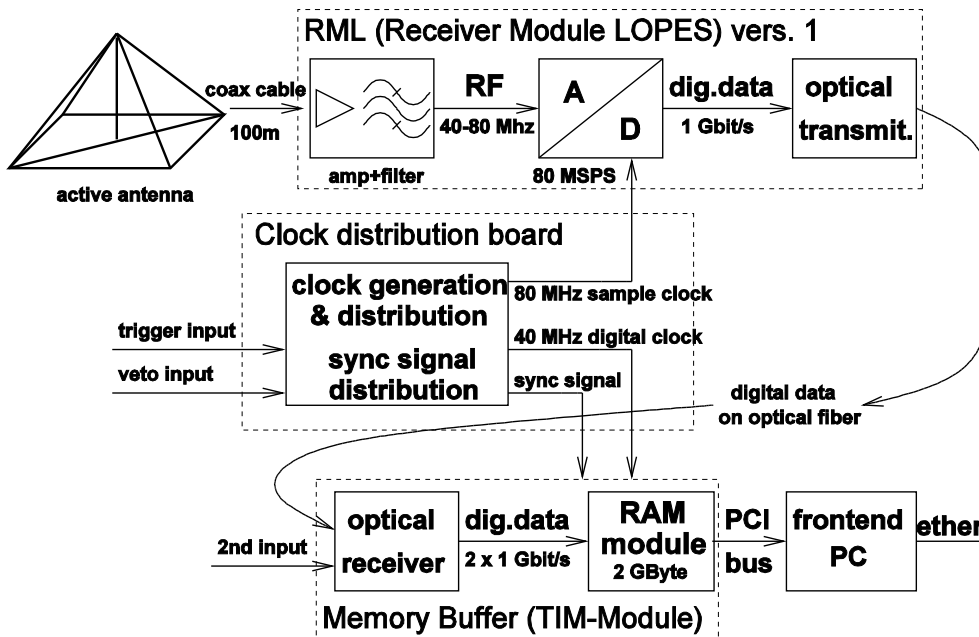 RML (Receiver Module LOPES) vers. 1
coax cable
100m
active antenna
amp+filter
RF
40-80 Mhz
A
D
80 MSPS
dig.data
1 Gbit/s
optical
transmit.
Clock distribution board
clock generation
& distribution
sync signal
distribution
80 MHz sample clock
40 MHz digital clock
sync signal
trigger input
veto input
digital data
on optical fiber
2nd input
optical
receiver
dig.data
2 x 1 Gbit/s
RAM
module
2 GByte
PCI
bus
frontend
PC
ether
Memory Buffer (TIM-Module)